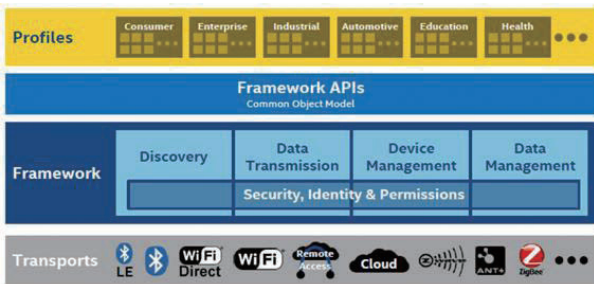 Profiles
Consumer Enterprise Industrial Automotive Education Health
Framework APIs
Common Object Model
Framework
Discovery
Data
Transmission
Device
Management
Data
Management
Security, Identity & Permissions
Transports
LE
WiFi
Direct
WiFi
Remote
Access
Cloud
ANT+
ZigBee